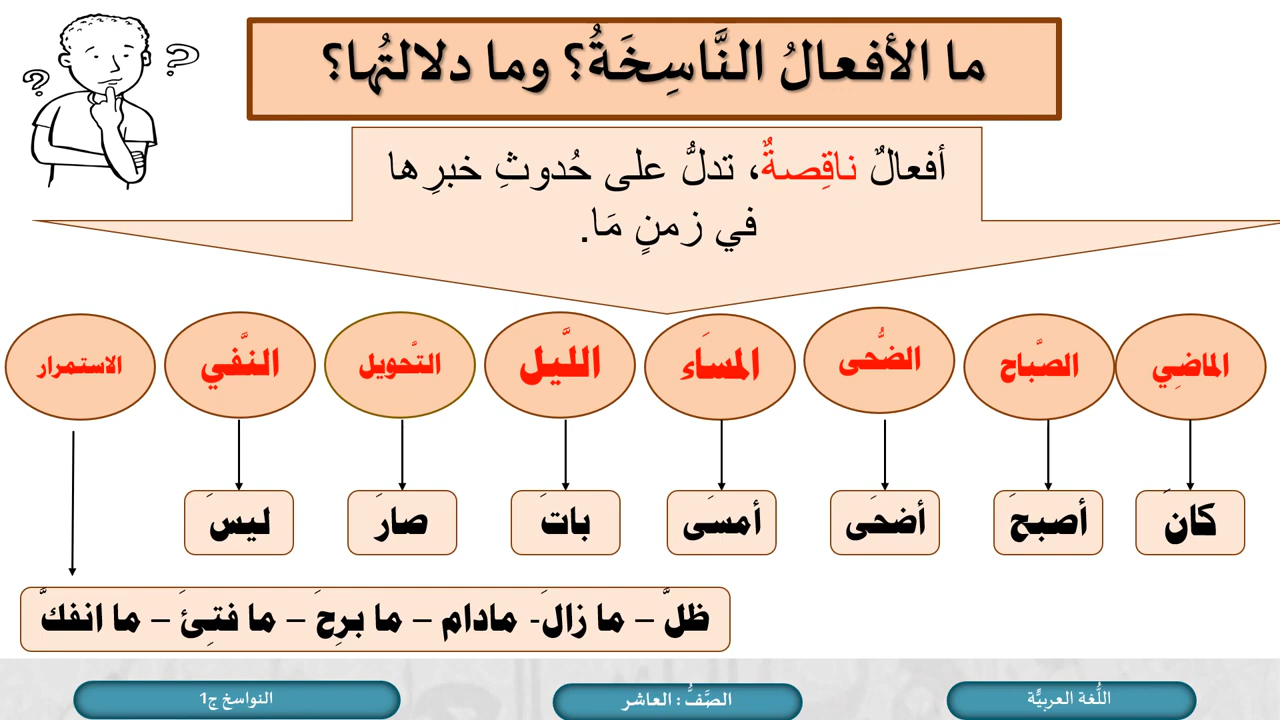 ما الأفعالُ النَّاسِخَةُ؟ وما دلالتُها؟
أفعالٌ ناقِصةٌ، تدلُّ على حُدوثِ خبرِها
في زمنٍ مَا.
الماضِي
الصَّباح
الضُّحى
المسَاء
اللَّيل
التَّحويل
النَّفي
الاستمرار
كانَ
أصبحَ
أضحَى
أمسَى
باتَ
صارَ
ليسَ
ظلَّ – ما زالَ- مادام – ما برِحَ – ما فتِئَ – ما انفكَّ
اللُّغة العربيَّة
الصَّفُّ : العاشر
النواسخ ج1
؟
؟